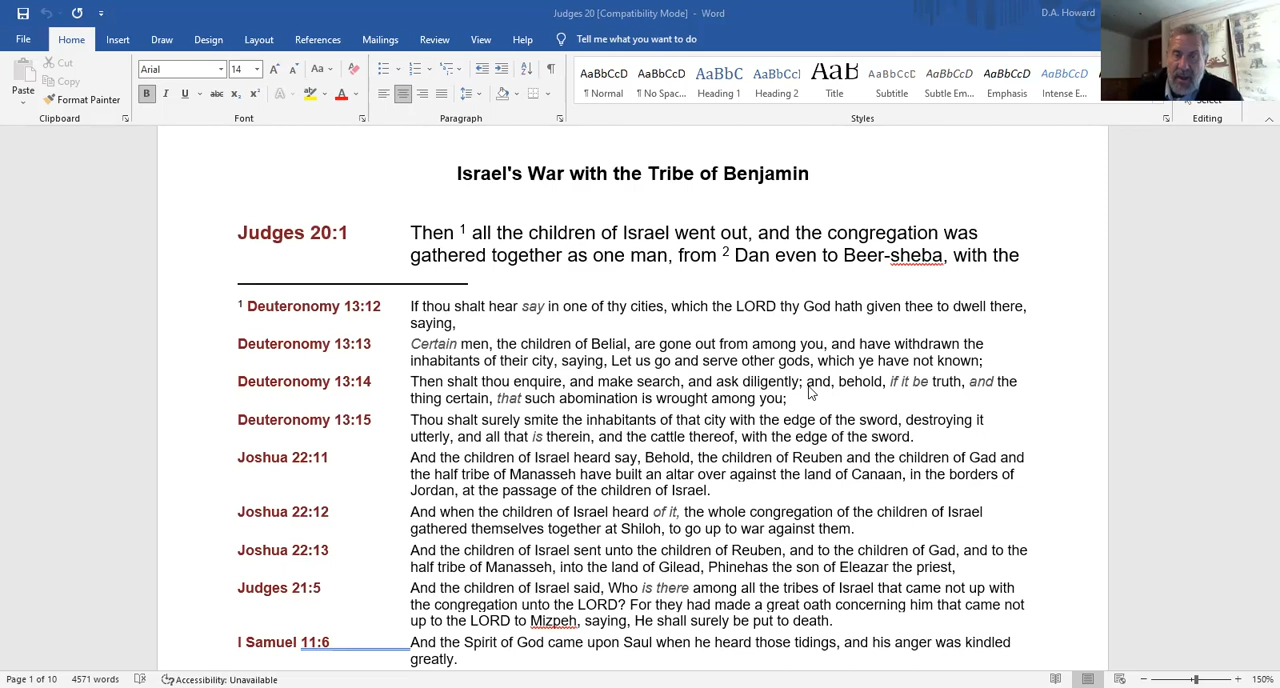 Judges 20 [Compatibility Mode] - Word
D.A. Howard
File Home Insert Draw Design Layout References Mailings Review View Help Tell me what you want to do
Cut
Copy
Paste
Format Painter
Arial 14
Aa
AaBbCcD AaBbCcD AaBbC AaBbCcI AaB AaBbCcD AaBbCcD AaBbCcD AaBbCcD
¶ Normal ¶ No Spac... Heading 1 Heading 2 Title Subtitle Subtle Em... Emphasis Intense E...
Select
Clipboard Font Paragraph Styles Editing
Israel's War with the Tribe of Benjamin
Judges 20:1 Then 1 all the children of Israel went out, and the congregation was
gathered together as one man, from 2 Dan even to Beer-sheba, with the
1 Deuteronomy 13:12 If thou shalt hear say in one of thy cities, which the LORD thy God hath given thee to dwell there,
saying,
Deuteronomy 13:13 Certain men, the children of Belial, are gone out from among you, and have withdrawn the
inhabitants of their city, saying, Let us go and serve other gods, which ye have not known;
Deuteronomy 13:14 Then shalt thou enquire, and make search, and ask diligently; and, behold, if it be truth, and the
thing certain, that such abomination is wrought among you;
Deuteronomy 13:15 Thou shalt surely smite the inhabitants of that city with the edge of the sword, destroying it
utterly, and all that is therein, and the cattle thereof, with the edge of the sword.
Joshua 22:11 And the children of Israel heard say, Behold, the children of Reuben and the children of Gad and
the half tribe of Manasseh have built an altar over against the land of Canaan, in the borders of
Jordan, at the passage of the children of Israel.
Joshua 22:12 And when the children of Israel heard of it, the whole congregation of the children of Israel
gathered themselves together at Shiloh, to go up to war against them.
Joshua 22:13 And the children of Israel sent unto the children of Reuben, and to the children of Gad, and to the
half tribe of Manasseh, into the land of Gilead, Phinehas the son of Eleazar the priest,
Judges 21:5 And the children of Israel said, Who is there among all the tribes of Israel that came not up with
the congregation unto the LORD? For they had made a great oath concerning him that came not
up to the LORD to Mizpeh, saying, He shall surely be put to death.
I Samuel 11:6 And the Spirit of God came upon Saul when he heard those tidings, and his anger was kindled
greatly.
Page 1 of 10 4571 words Accessibility: Unavailable 150%